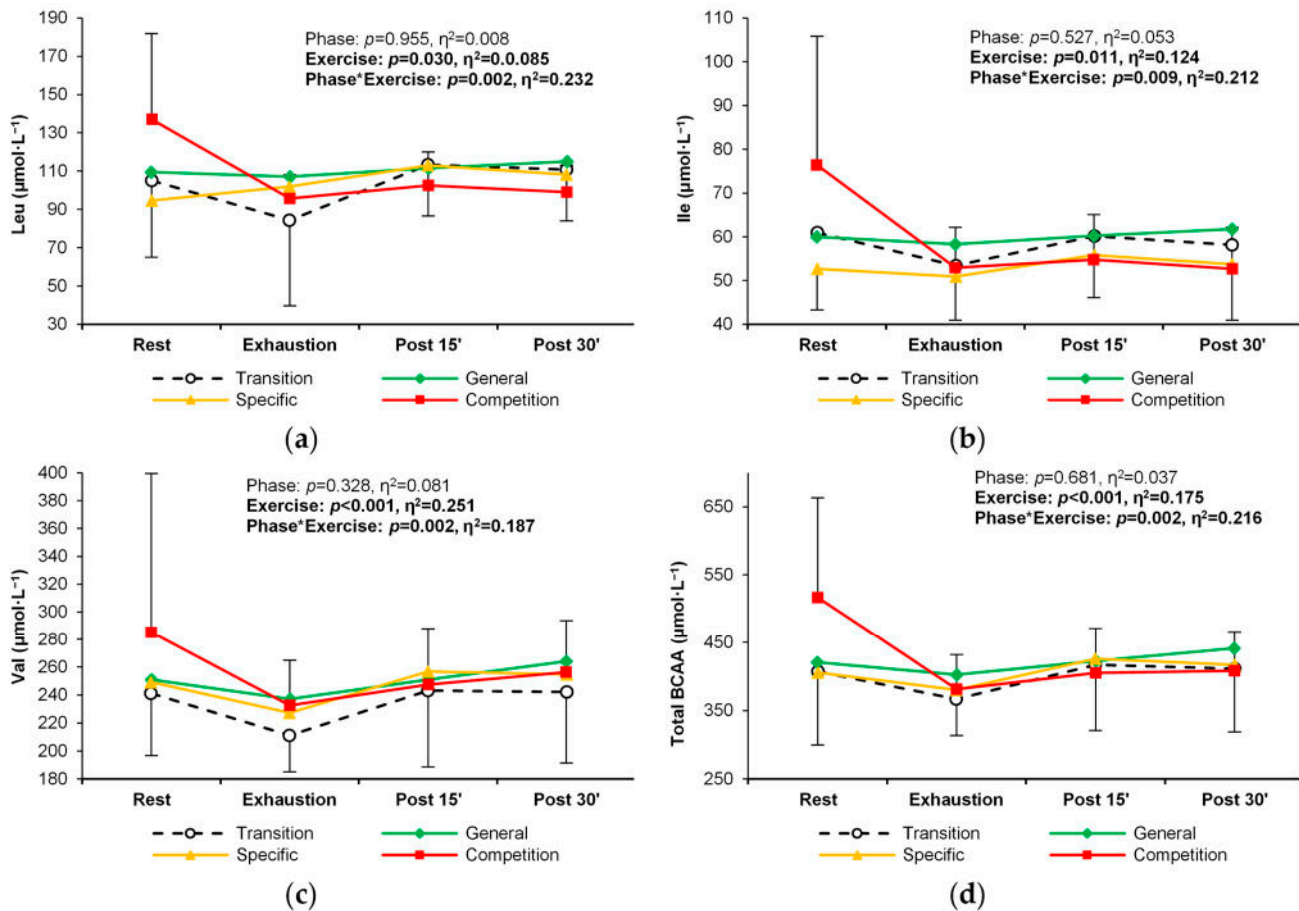 190
170
150
130
110
90
70
50
30
Leu (μmol·L⁻¹)
Phase: p=0.955, η²=0.008
Exercise: p=0.030, η²=0.0.085
Phase*Exercise: p=0.002, η²=0.232
Rest Exhaustion Post 15' Post 30'
Transition General
Specific Competition
(a)
110
100
90
80
70
60
50
40
Ile (μmol·L⁻¹)
Phase: p=0.527, η²=0.053
Exercise: p=0.011, η²=0.124
Phase*Exercise: p=0.009, η²=0.212
Rest Exhaustion Post 15' Post 30'
Transition General
Specific Competition
(b)
400
380
360
340
320
300
280
260
240
220
200
180
Val (μmol·L⁻¹)
Phase: p=0.328, η²=0.081
Exercise: p<0.001, η²=0.251
Phase*Exercise: p=0.002, η²=0.187
Rest Exhaustion Post 15' Post 30'
Transition General
Specific Competition
(c)
650
550
450
350
250
Total BCAA (μmol·L⁻¹)
Phase: p=0.681, η²=0.037
Exercise: p<0.001, η²=0.175
Phase*Exercise: p=0.002, η²=0.216
Rest Exhaustion Post 15' Post 30'
Transition General
Specific Competition
(d)